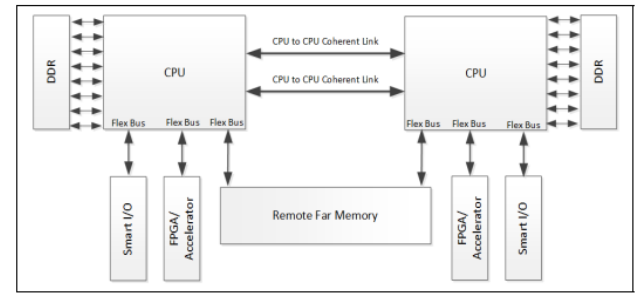 CPU to CPU Coherent Link
DDR
CPU
CPU to CPU Coherent Link
CPU
DDR
Flex Bus
Flex Bus
Flex Bus
Flex Bus
Flex Bus
Flex Bus
Smart I/O
FPGA/
Accelerator
Remote Far Memory
FPGA/
Accelerator
Smart I/O